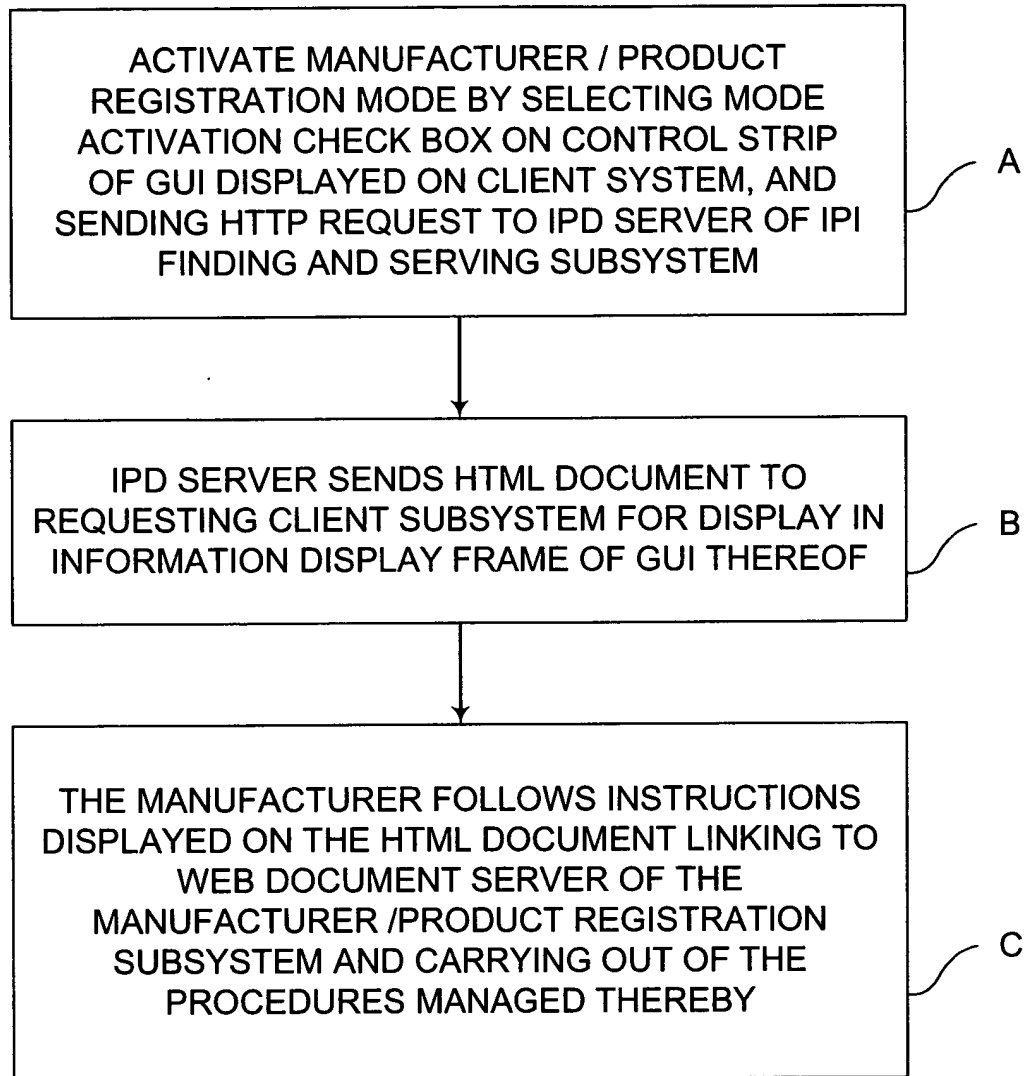 ACTIVATE MANUFACTURER / PRODUCT
REGISTRATION MODE BY SELECTING MODE
ACTIVATION CHECK BOX ON CONTROL STRIP
OF GUI DISPLAYED ON CLIENT SYSTEM, AND
SENDING HTTP REQUEST TO IPD SERVER OF IPI
FINDING AND SERVING SUBSYSTEM
A
IPD SERVER SENDS HTML DOCUMENT TO
REQUESTING CLIENT SUBSYSTEM FOR DISPLAY IN
INFORMATION DISPLAY FRAME OF GUI THEREOF
B
THE MANUFACTURER FOLLOWS INSTRUCTIONS
DISPLAYED ON THE HTML DOCUMENT LINKING TO
WEB DOCUMENT SERVER OF THE
MANUFACTURER /PRODUCT REGISTRATION
SUBSYSTEM AND CARRYING OUT OF THE
PROCEDURES MANAGED THEREBY
C